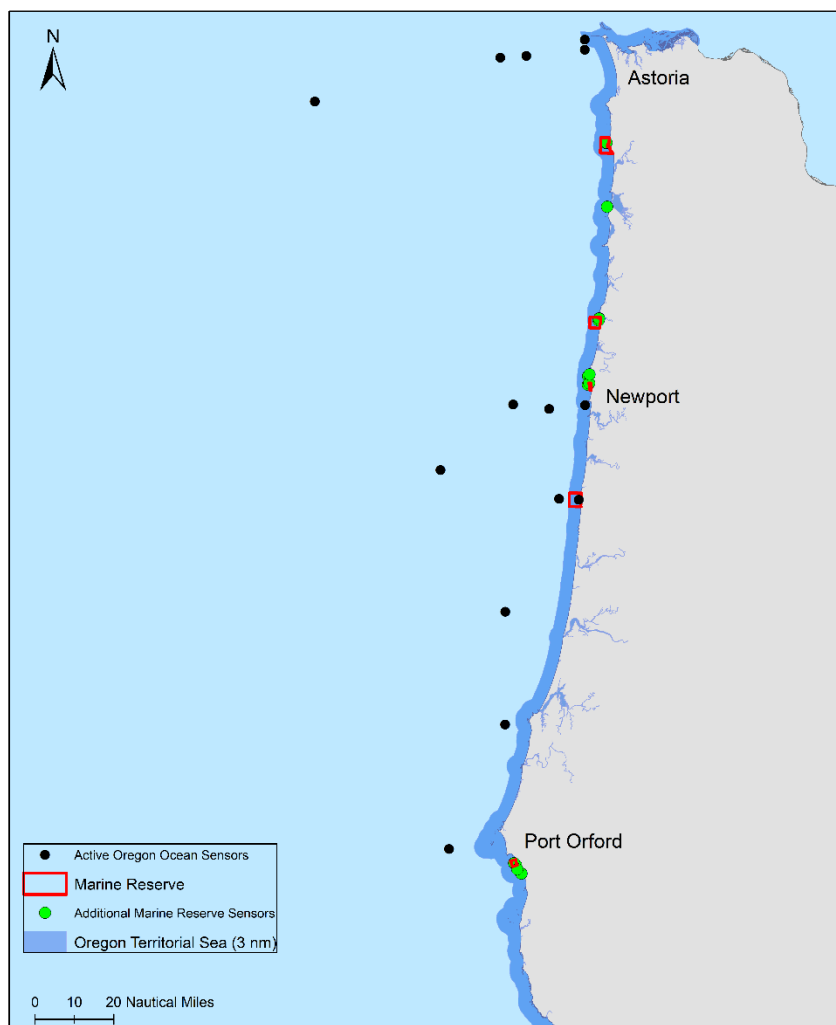 N
Astoria
Newport
Port Orford
Active Oregon Ocean Sensors
Marine Reserve
Additional Marine Reserve Sensors
Oregon Territorial Sea (3 nm)
0 10 20 Nautical Miles